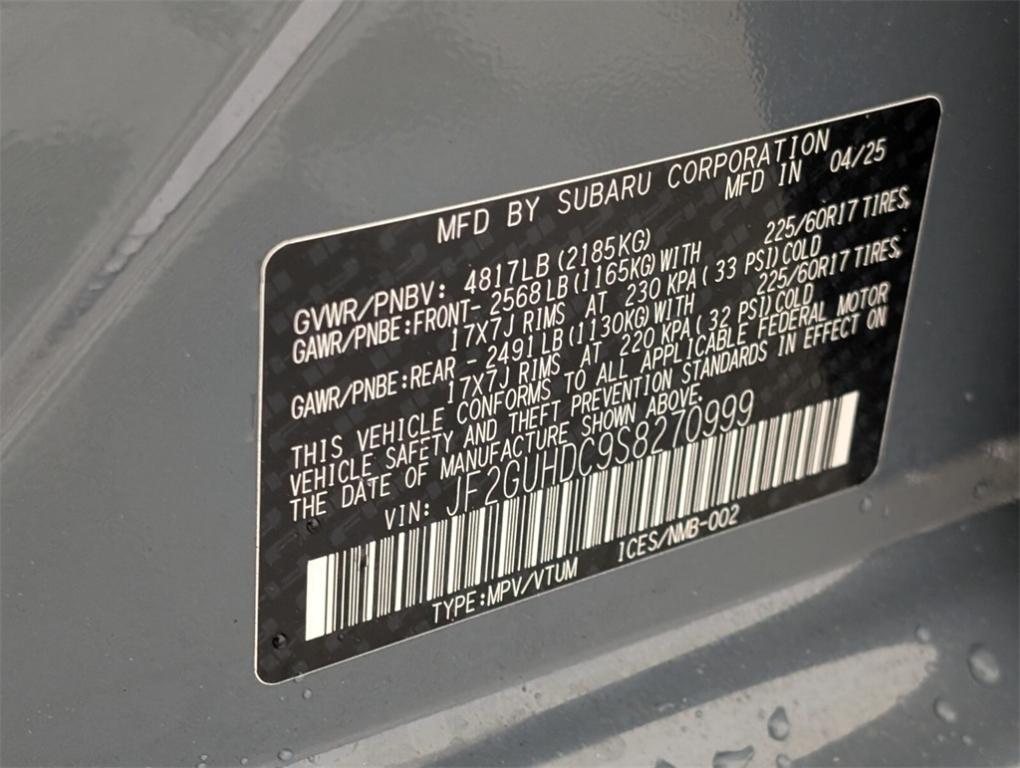 MFD BY SUBARU CORPORATION
MFD IN 04/25
GVWR/PNBV: 4817LB (2185KG)
GAWR/PNBE:FRONT- 2568LB(1165KG)WITH 225/60R17 TIRES,
17X7J RIMS AT 230 KPA( 33 PSI)COLD
GAWR/PNBE:REAR - 2491LB(1130KG)WITH 225/60R17 TIRES,
17X7J RIMS AT 220 KPA( 32 PSI)COLD
THIS VEHICLE CONFORMS TO ALL APPLICABLE FEDERAL MOTOR
VEHICLE SAFETY AND THEFT PREVENTION STANDARDS IN EFFECT ON
THE DATE OF MANUFACTURE SHOWN ABOVE.
VIN: JF2GUHDC9S8270999
TYPE:MPV/VTUM ICES/NMB-002